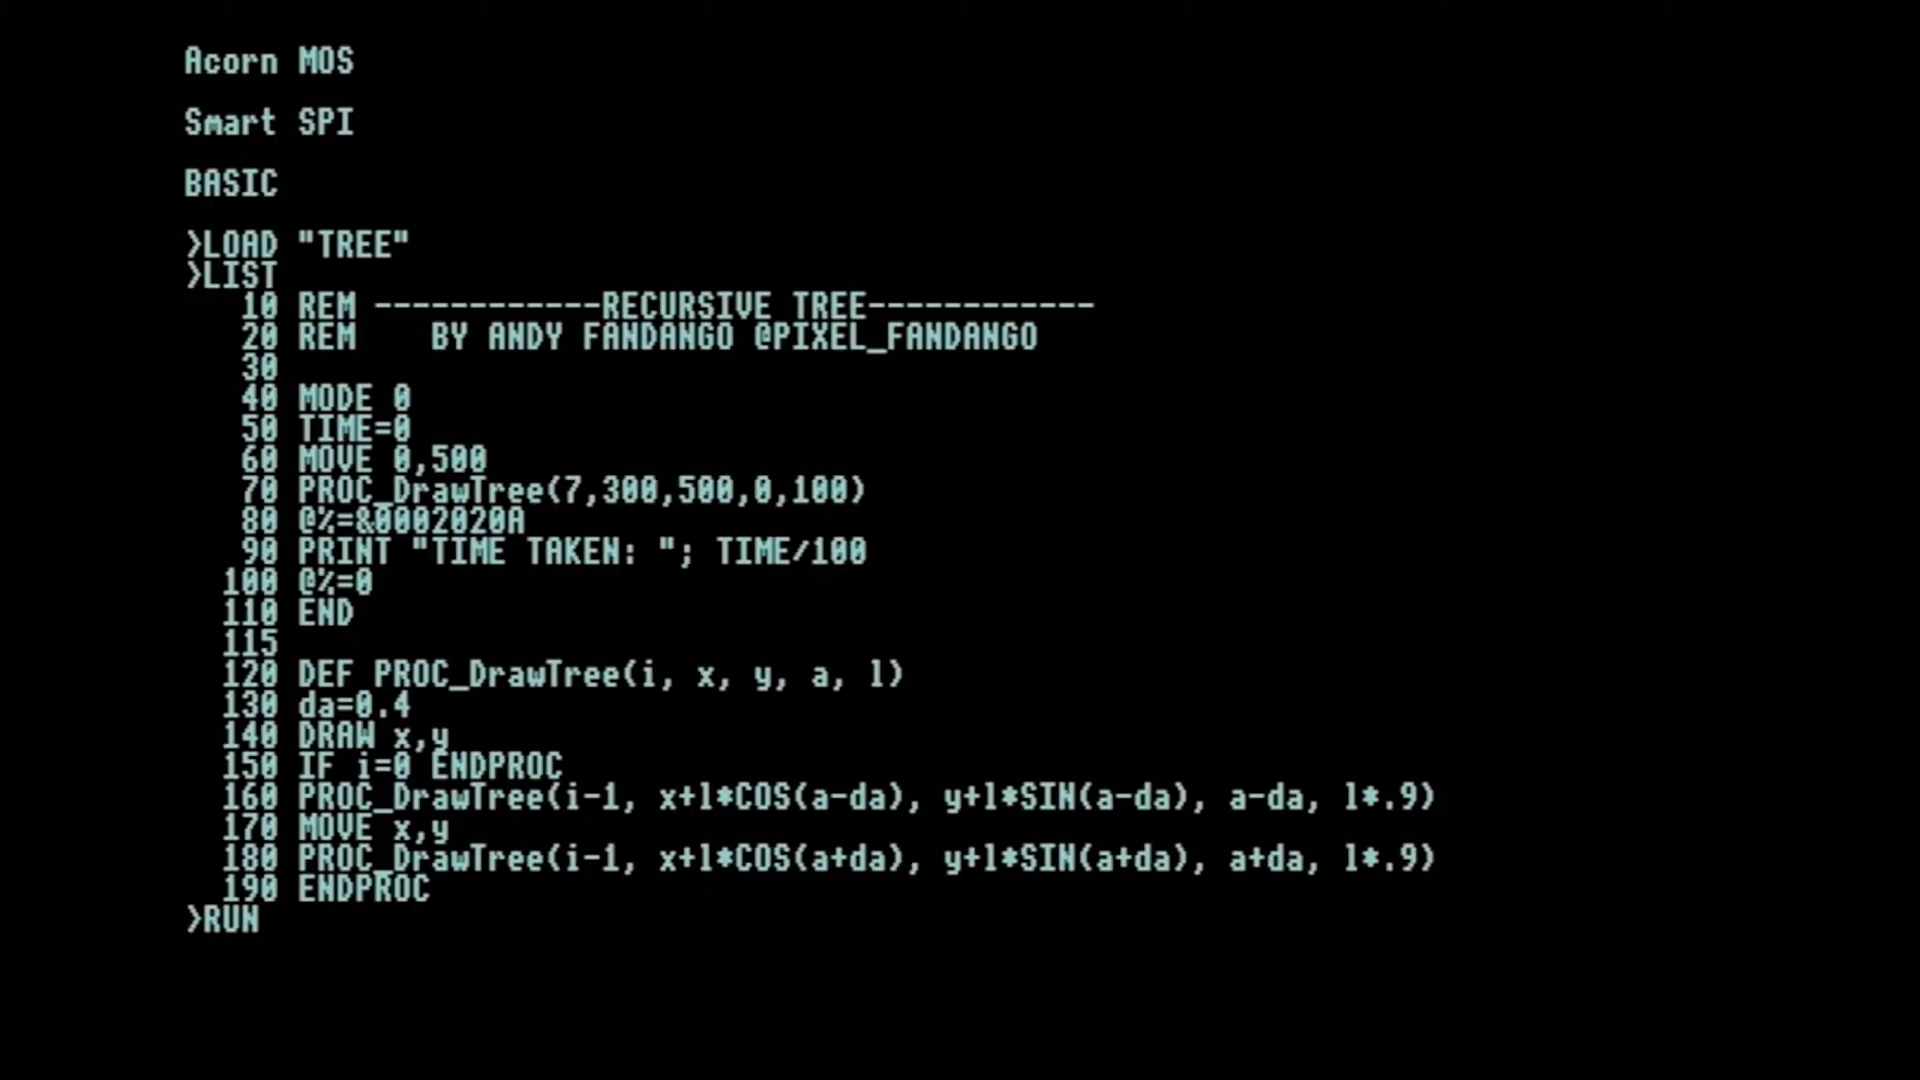 Acorn MOS
Smart SPI
BASIC
>LOAD "TREE"
>LIST
   10 REM ------------RECURSIVE TREE------------
   20 REM    BY ANDY FANDANGO @PIXEL_FANDANGO
   30
   40 MODE 0
   50 TIME=0
   60 MOVE 0,500
   70 PROC_DrawTree(7,300,500,0,100)
   80 @%=&0002020A
   90 PRINT "TIME TAKEN: "; TIME/100
  100 @%=0
  110 END
  115
  120 DEF PROC_DrawTree(i, x, y, a, l)
  130 da=0.4
  140 DRAW x,y
  150 IF i=0 ENDPROC
  160 PROC_DrawTree(i-1, x+l*COS(a-da), y+l*SIN(a-da), a-da, l*.9)
  170 MOVE x,y
  180 PROC_DrawTree(i-1, x+l*COS(a+da), y+l*SIN(a+da), a+da, l*.9)
  190 ENDPROC
>RUN